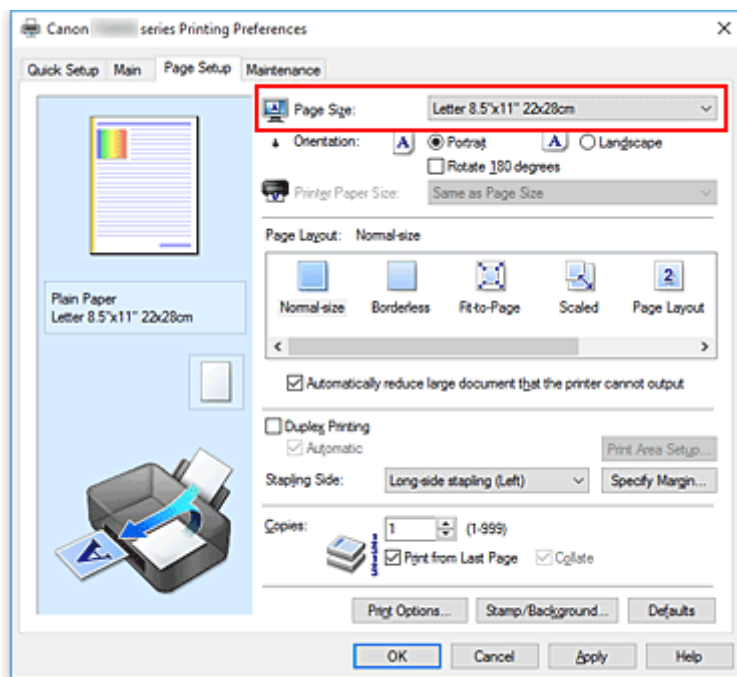 Canon series Printing Preferences
Quick Setup Main Page Setup Maintenance
Page Size: Letter 8.5"x11" 22x28cm
Orientation: A Portrait A Landscape
Rotate 180 degrees
Printer Paper Size: Same as Page Size
Page Layout: Normal-size
2
Normal-size Borderless Fit-to-Page Scaled Page Layout
Plain Paper
Letter 8.5"x11" 22x28cm
Automatically reduce large document that the printer cannot output
Duplex Printing
Automatic Print Area Setup...
Stapling Side: Long-side stapling (Left) Specify Margin...
Copies: 1 (1-999)
Print from Last Page Collate
A
Print Options... Stamp/Background... Defaults
OK Cancel Apply Help